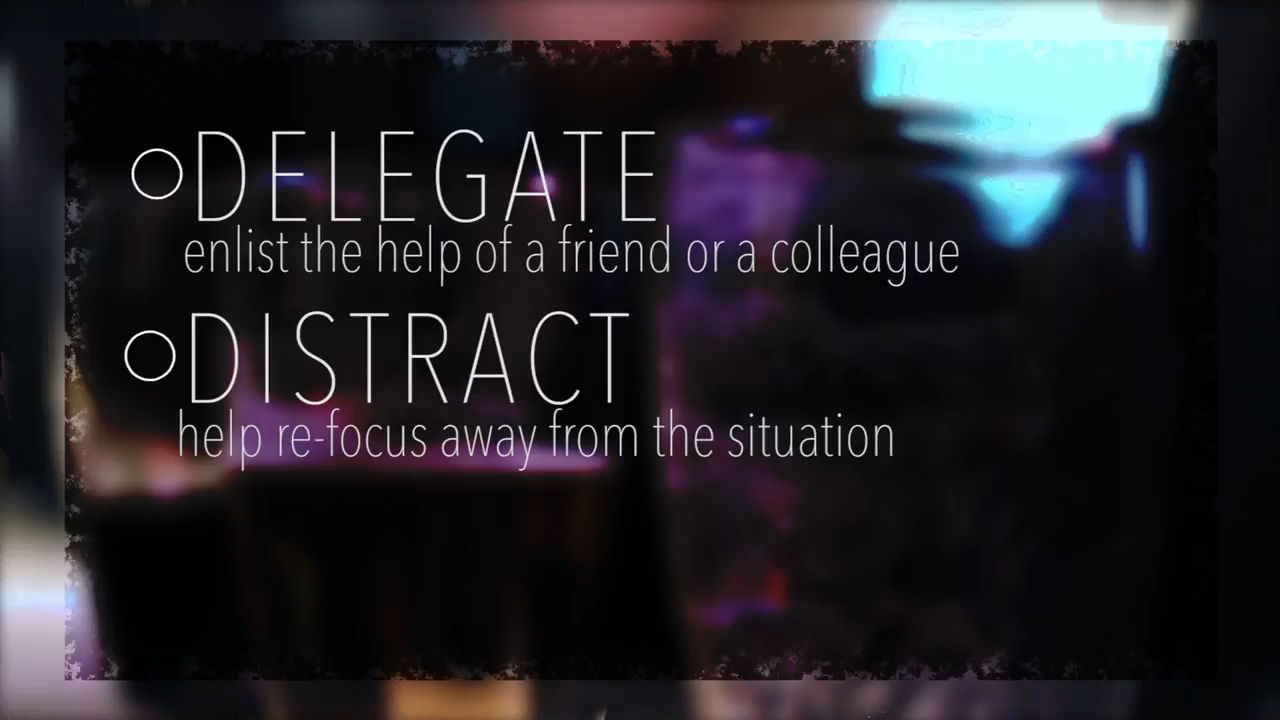 DELEGATE
enlist the help of a friend or a colleague
DISTRACT
help re-focus away from the situation